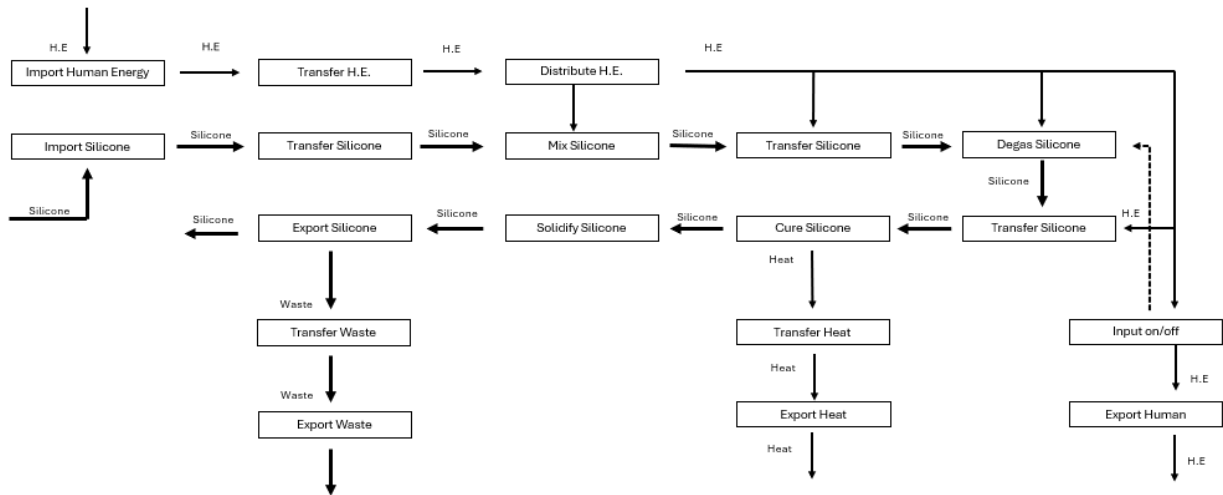 H.E
H.E
H.E
H.E
Import Human Energy
Transfer H.E.
Distribute H.E.
Silicone
Silicone
Silicone
Silicone
Import Silicone
Transfer Silicone
Mix Silicone
Transfer Silicone
Degas Silicone
Silicone
Silicone
Silicone
Silicone
Silicone
Silicone
H.E
Export Silicone
Solidify Silicone
Cure Silicone
Transfer Silicone
Heat
Waste
Transfer Waste
Transfer Heat
Input on/off
Heat
H.E
Waste
Export Waste
Export Heat
Export Human
Heat
H.E